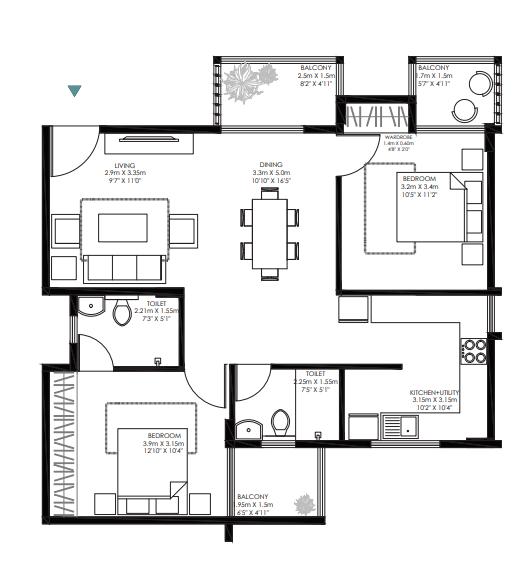 BALCONY
2.5m X 1.5m
8'2" X 4'11"
BALCONY
1.7m X 1.5m
5'7" X 4'11"
WARDROBE
1.4m X 0.60m
4'8" X 2'0"
LIVING
2.9m X 3.35m
9'7" X 11'0"
DINING
3.3m X 5.0m
10'10" X 16'5"
BEDROOM
3.2m X 3.4m
10'5" X 11'2"
TOILET
2.21m X 1.55m
7'3" X 5'1"
TOILET
2.25m X 1.55m
7'5" X 5'1"
KITCHEN+UTILITY
3.15m X 3.15m
10'2" X 10'4"
BEDROOM
3.9m X 3.15m
12'10" X 10'4"
BALCONY
1.95m X 1.5m
6'5" X 4'11"